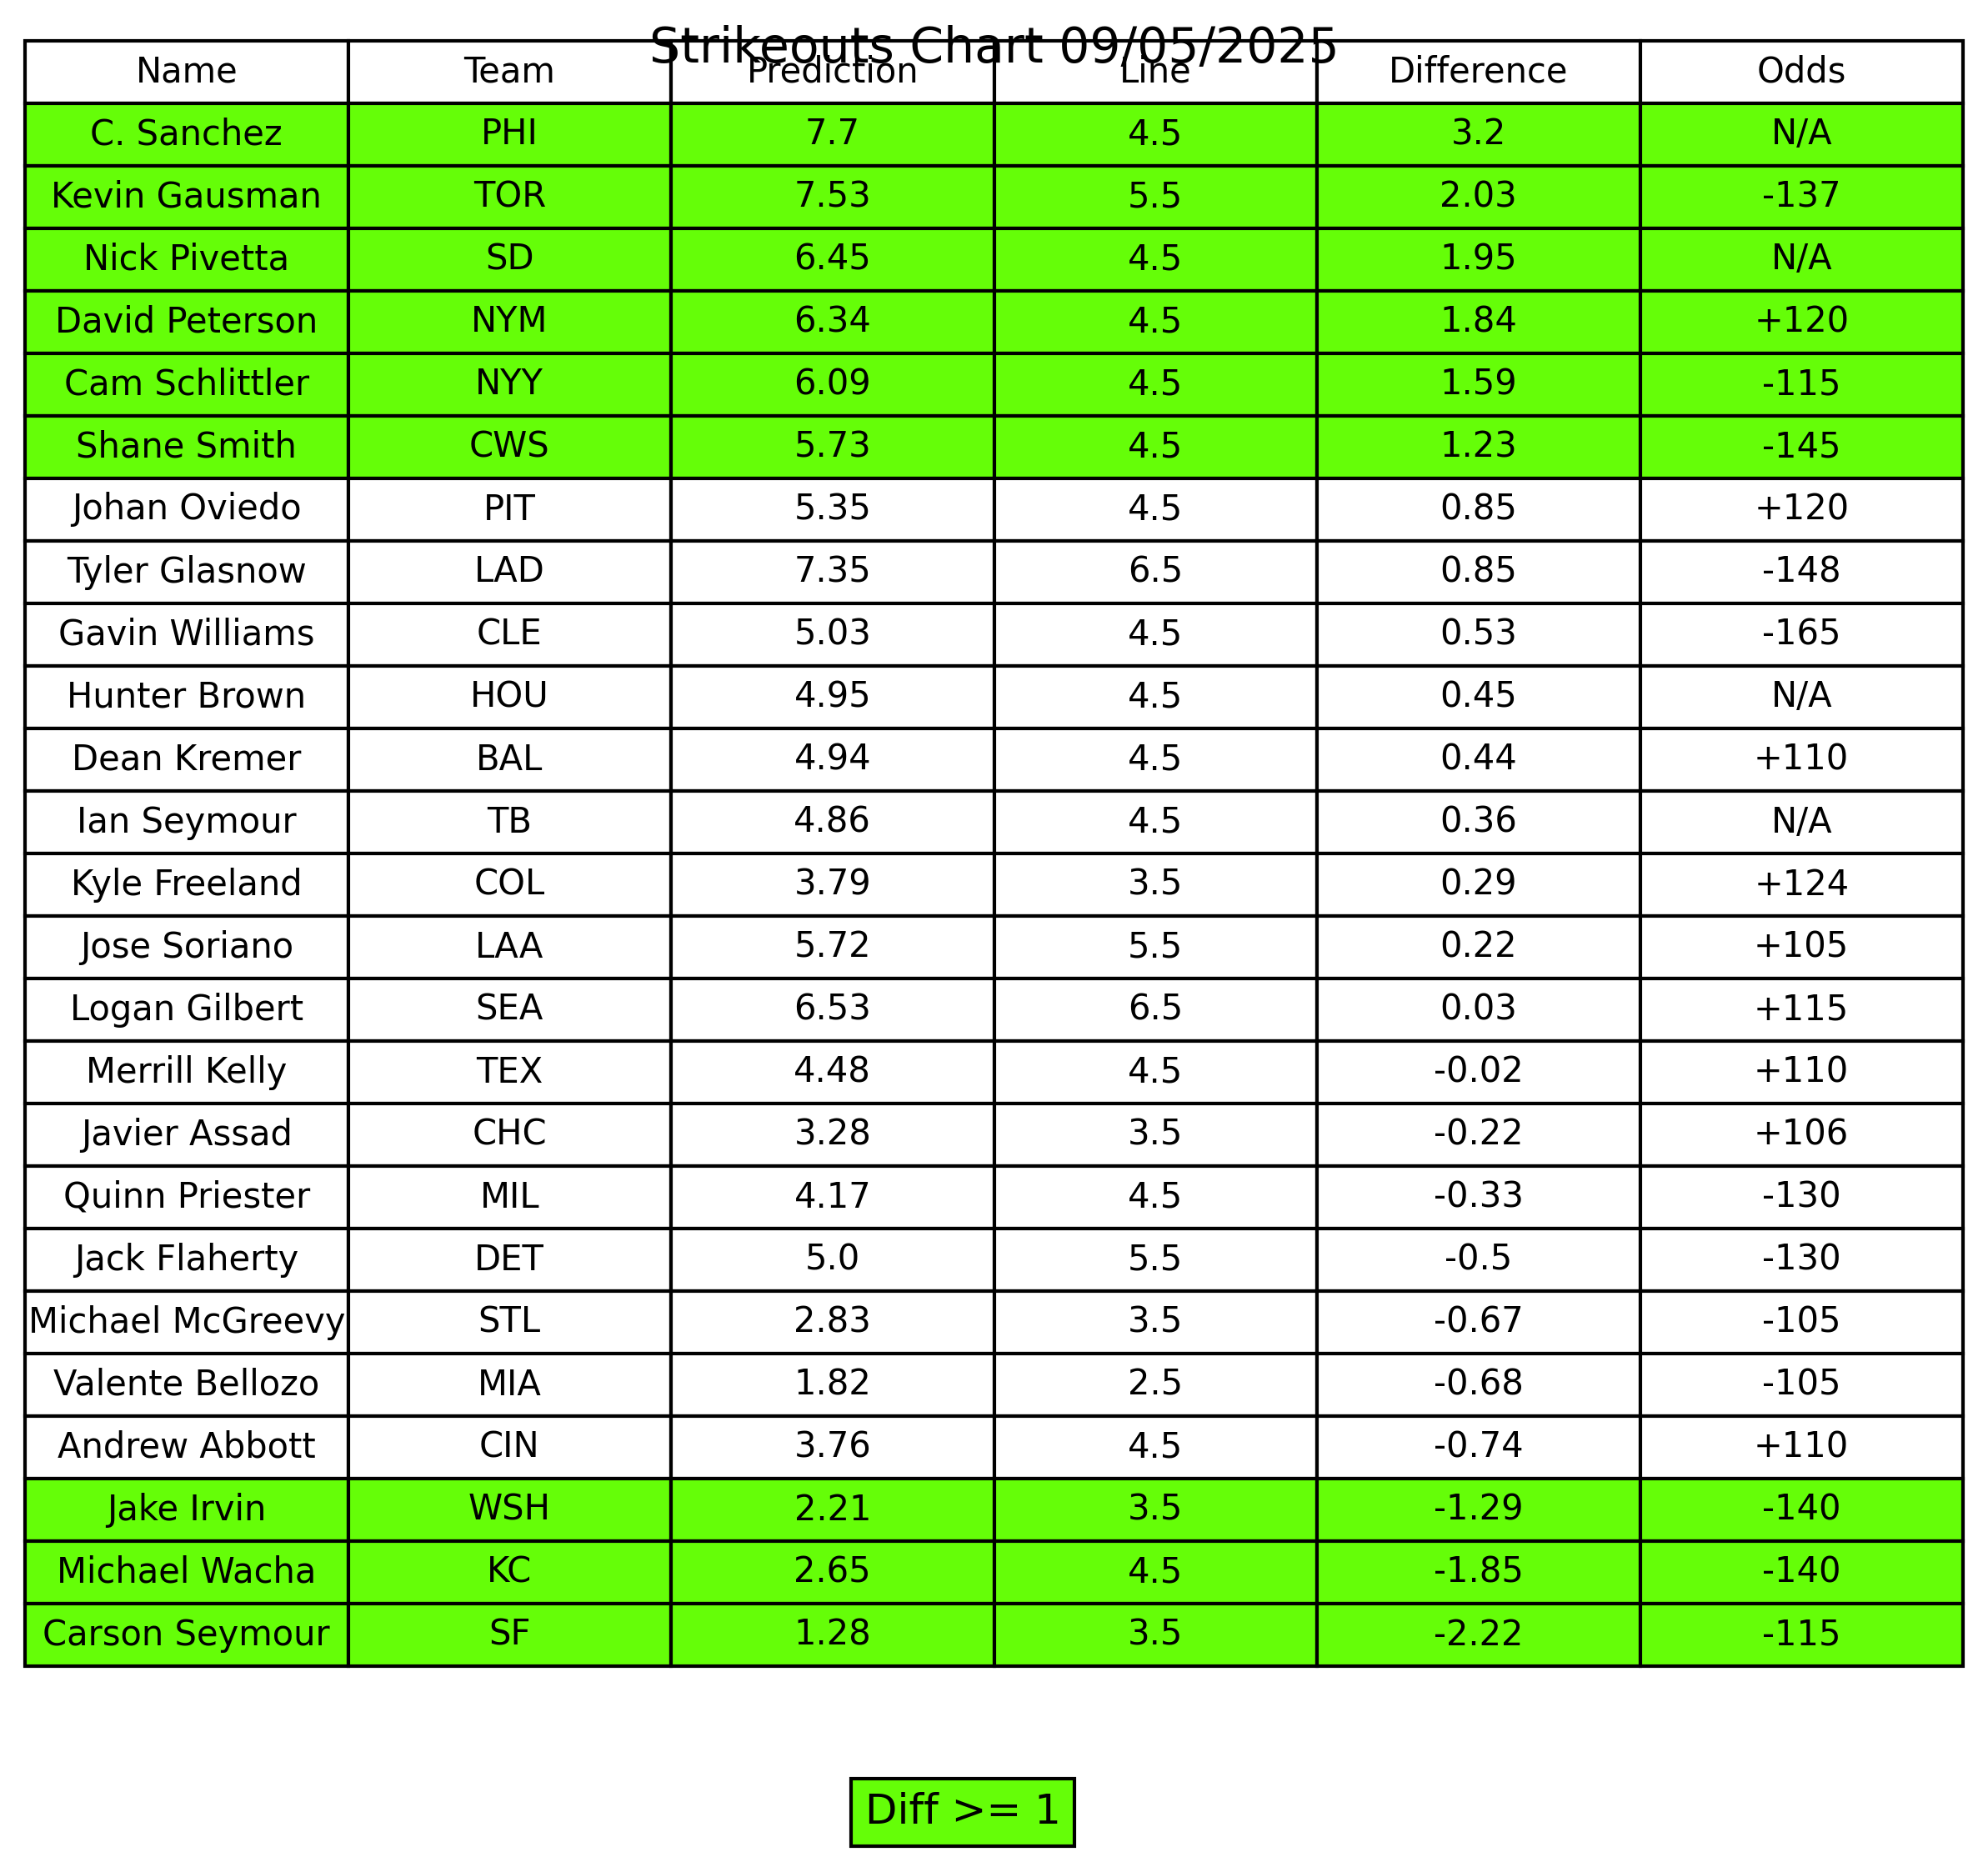 Strikeouts Chart 09/05/2025
Name Team Prediction Line Difference Odds
C. Sanchez PHI 7.7 4.5 3.2 N/A
Kevin Gausman TOR 7.53 5.5 2.03 -137
Nick Pivetta SD 6.45 4.5 1.95 N/A
David Peterson NYM 6.34 4.5 1.84 +120
Cam Schlittler NYY 6.09 4.5 1.59 -115
Shane Smith CWS 5.73 4.5 1.23 -145
Johan Oviedo PIT 5.35 4.5 0.85 +120
Tyler Glasnow LAD 7.35 6.5 0.85 -148
Gavin Williams CLE 5.03 4.5 0.53 -165
Hunter Brown HOU 4.95 4.5 0.45 N/A
Dean Kremer BAL 4.94 4.5 0.44 +110
Ian Seymour TB 4.86 4.5 0.36 N/A
Kyle Freeland COL 3.79 3.5 0.29 +124
Jose Soriano LAA 5.72 5.5 0.22 +105
Logan Gilbert SEA 6.53 6.5 0.03 +115
Merrill Kelly TEX 4.48 4.5 -0.02 +110
Javier Assad CHC 3.28 3.5 -0.22 +106
Quinn Priester MIL 4.17 4.5 -0.33 -130
Jack Flaherty DET 5.0 5.5 -0.5 -130
Michael McGreevy STL 2.83 3.5 -0.67 -105
Valente Bellozo MIA 1.82 2.5 -0.68 -105
Andrew Abbott CIN 3.76 4.5 -0.74 +110
Jake Irvin WSH 2.21 3.5 -1.29 -140
Michael Wacha KC 2.65 4.5 -1.85 -140
Carson Seymour SF 1.28 3.5 -2.22 -115
Diff >= 1